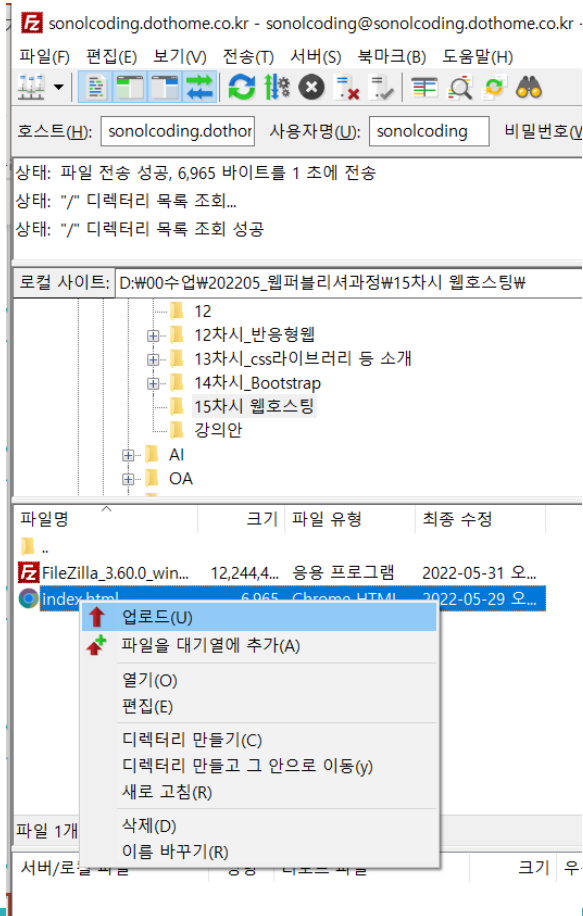 sonolcoding.dothome.co.kr - sonolcoding@sonolcoding.dothome.co.kr -
파일(F) 편집(E) 보기(V) 전송(T) 서버(S) 북마크(B) 도움말(H)
호스트(H): sonolcoding.dothor 사용자명(U): sonolcoding 비밀번호(W
상태: 파일 전송 성공, 6,965 바이트를 1 초에 전송
상태: "/" 디렉터리 목록 조회...
상태: "/" 디렉터리 목록 조회 성공
로컬 사이트: D:₩00수업₩202205_웹퍼블리셔과정₩15차시 웹호스팅₩
12
12차시_반응형웹
13차시_css라이브러리 등 소개
14차시_Bootstrap
15차시 웹호스팅
강의안
AI
OA
파일명 크기 파일 유형 최종 수정
..
FileZilla_3.60.0_win... 12,244,4... 응용 프로그램 2022-05-31 오...
index.html 6,965 Chrome HTML 2022-05-29 오...
업로드(U)
파일을 대기열에 추가(A)
열기(O)
편집(E)
디렉터리 만들기(C)
디렉터리 만들고 그 안으로 이동(y)
새로 고침(R)
삭제(D)
이름 바꾸기(R)
파일 1개
서버/로컬 파일 방향 리모트 파일 크기 우